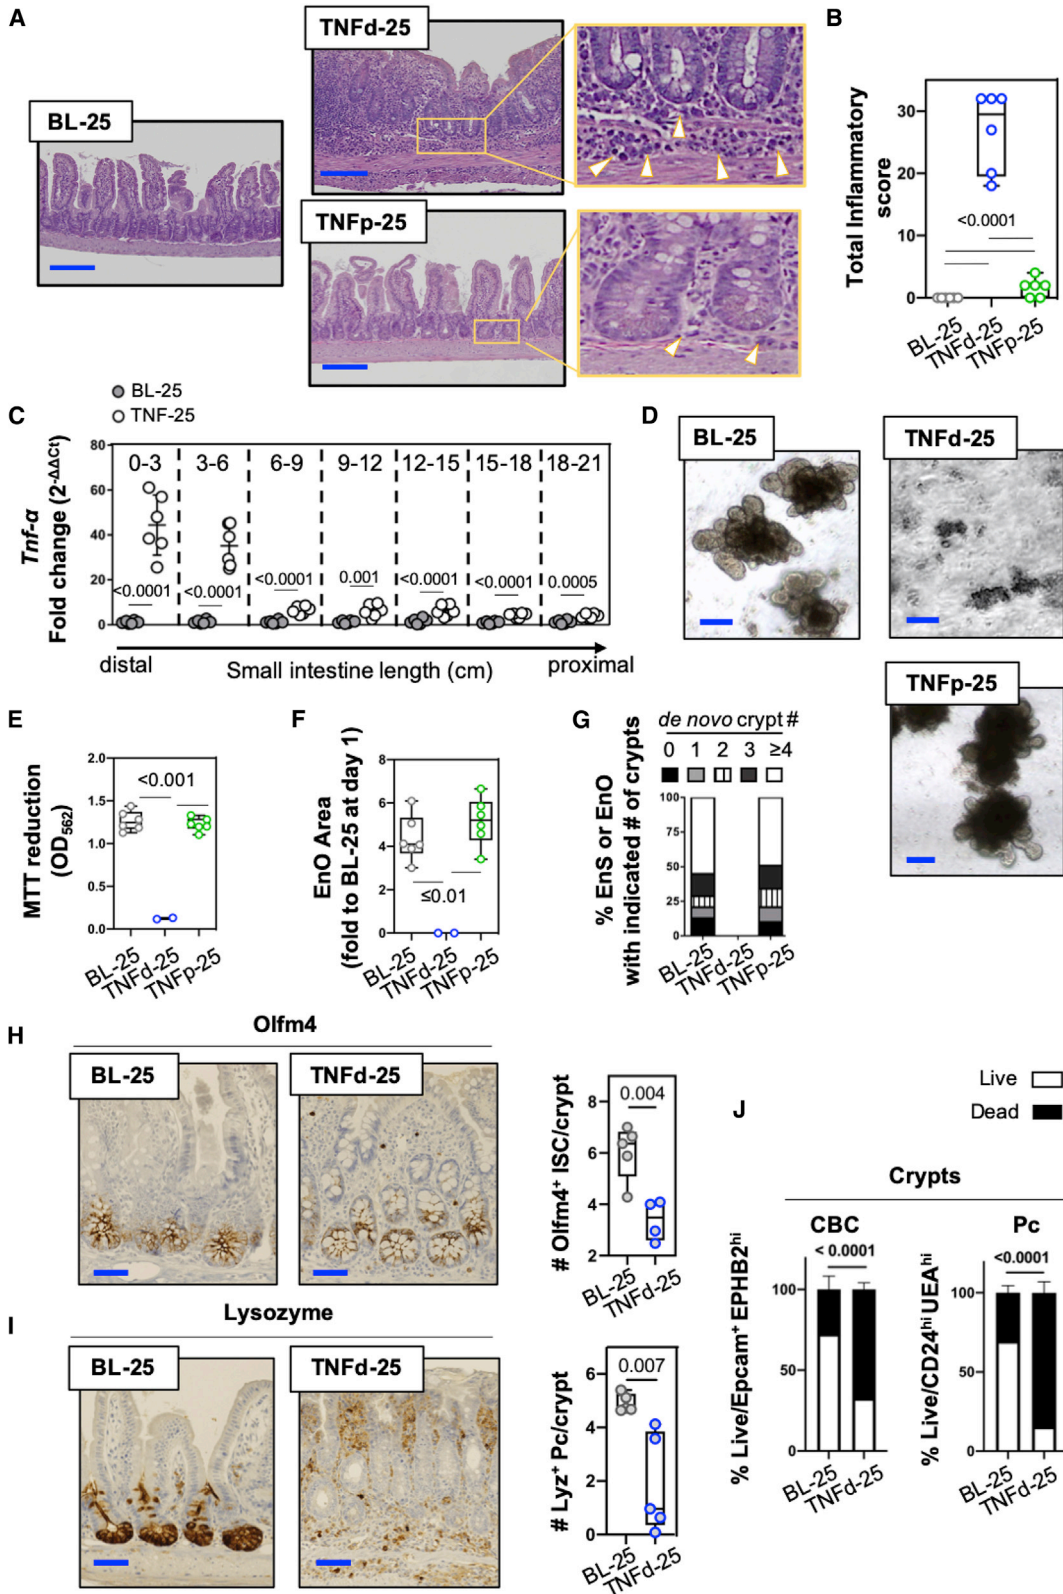 A
BL-25
TNFd-25
TNFp-25
B
Total Inflammatory
score
30
20
10
0
<0.0001
BL-25
TNFd-25
TNFp-25
BL-25
TNF-25
C
Tnf-α
Fold change (2-ΔΔCt)
80
60
40
20
0
0-3
3-6
6-9
9-12
12-15
15-18
18-21
<0.0001
<0.0001
<0.0001
0.001
<0.0001
<0.0001
0.0005
distal
Small intestine length (cm)
proximal
D
BL-25
TNFd-25
TNFp-25
E
MTT reduction
(OD562)
2.0
1.5
1.0
0.5
0.0
<0.001
BL-25
TNFd-25
TNFp-25
F
EnO Area
(fold to BL-25 at day 1)
8
6
4
2
0
≤0.01
BL-25
TNFd-25
TNFp-25
G
de novo crypt #
0 1 2 3 ≥4
% EnS or EnO
with indicated # of crypts
100
75
50
25
0
BL-25
TNFd-25
TNFp-25
H
Olfm4
BL-25
TNFd-25
# Olfm4+ ISC/crypt
8
6
4
2
0.004
BL-25
TNFd-25
I
Lysozyme
BL-25
TNFd-25
# Lyz+ Pc/crypt
6
4
2
0
0.007
BL-25
TNFd-25
J
Live
Dead
Crypts
CBC
< 0.0001
% Live/Epcam+ EPHB2hi
100
50
0
BL-25
TNFd-25
Pc
<0.0001
% Live/CD24hi UEAhi
100
50
0
BL-25
TNFd-25